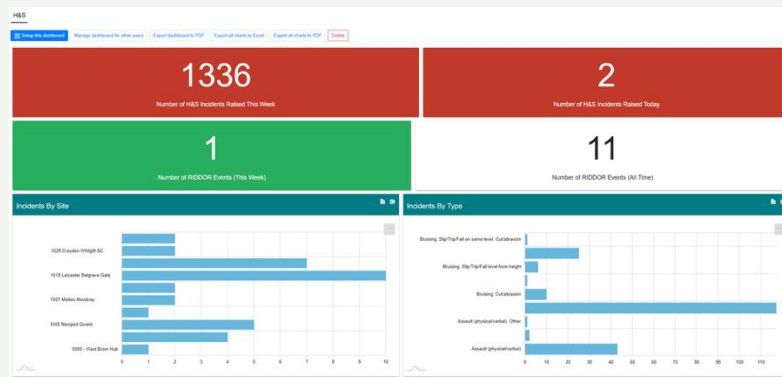 H&S
Setup this dashboard Manage dashboard for other users Export dashboard to PDF Export all charts to Excel Export all charts to PDF Delete
1336
Number of H&S Incidents Raised This Week
2
Number of H&S Incidents Raised Today
1
Number of RIDDOR Events (This Week)
11
Number of RIDDOR Events (All Time)
Incidents By Site
1029 Croydon Whitgift SC
1019 Leicester Belgrave Gate
1007 Melton Mowbray
1005 Newport Gwent
0000 - West Brom Hub
0 1 2 3 4 5 6 7 8 9 10
Incidents By Type
Bruising. Slip/Trip/Fall on same level. Cut/abrasion
Bruising. Slip/Trip/Fall level from height
Bruising. Cut/abrasion
Assault (physical/verbal). Other
Assault (physical/verbal)
0 10 20 30 40 50 60 70 80 90 100 110